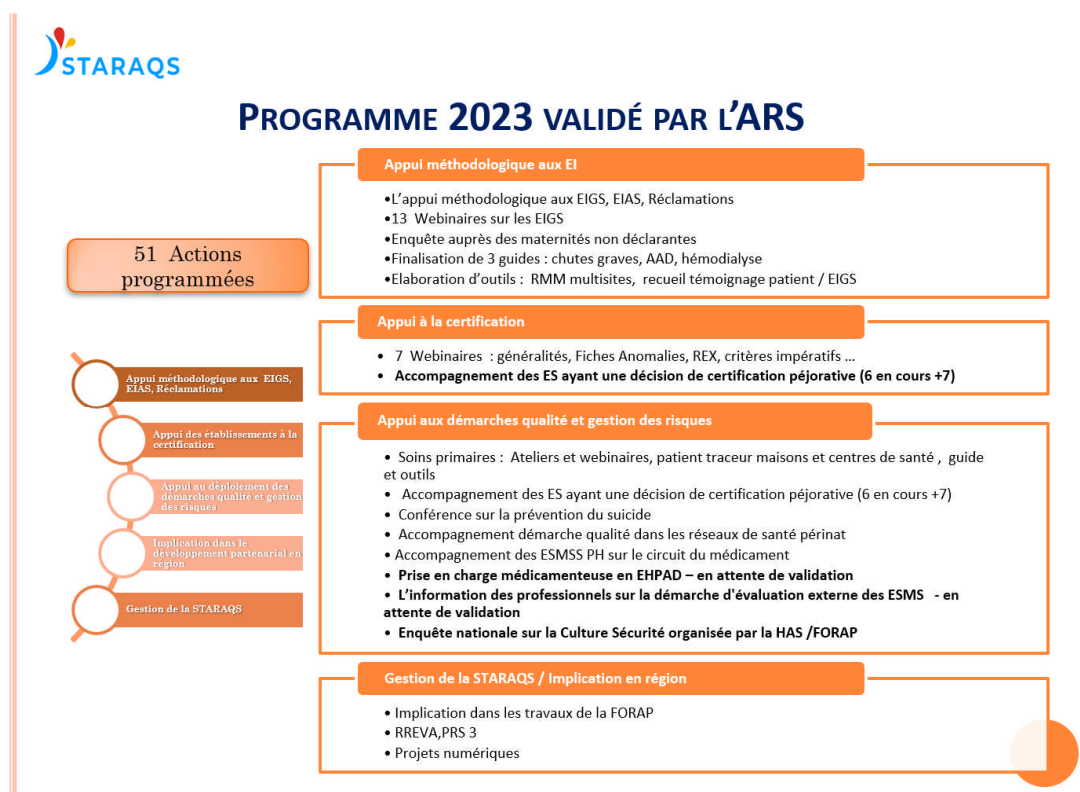 STARAQS
PROGRAMME 2023 VALIDÉ PAR L'ARS
51 Actions
programmées
Appui méthodologique aux EIGS,
EIAS, Réclamations
Appui des établissements à la
certification
Appui au déploiement des
démarches qualité et gestion
des risques
Implication dans le
développement partenarial en
région
Gestion de la STARAQS
Appui méthodologique aux EI
•L'appui méthodologique aux EIGS, EIAS, Réclamations
•13 Webinaires sur les EIGS
•Enquête auprès des maternités non déclarantes
•Finalisation de 3 guides : chutes graves, AAD, hémodialyse
•Elaboration d'outils : RMM multisites, recueil témoignage patient / EIGS
Appui à la certification
• 7 Webinaires : généralités, Fiches Anomalies, REX, critères impératifs …
• Accompagnement des ES ayant une décision de certification péjorative (6 en cours +7)
Appui aux démarches qualité et gestion des risques
• Soins primaires : Ateliers et webinaires, patient traceur maisons et centres de santé , guide
et outils
• Accompagnement des ES ayant une décision de certification péjorative (6 en cours +7)
• Conférence sur la prévention du suicide
• Accompagnement démarche qualité dans les réseaux de santé périnat
• Accompagnement des ESMSS PH sur le circuit du médicament
• Prise en charge médicamenteuse en EHPAD – en attente de validation
• L'information des professionnels sur la démarche d'évaluation externe des ESMS - en
attente de validation
• Enquête nationale sur la Culture Sécurité organisée par la HAS /FORAP
Gestion de la STARAQS / Implication en région
• Implication dans les travaux de la FORAP
• RREVA,PRS 3
• Projets numériques